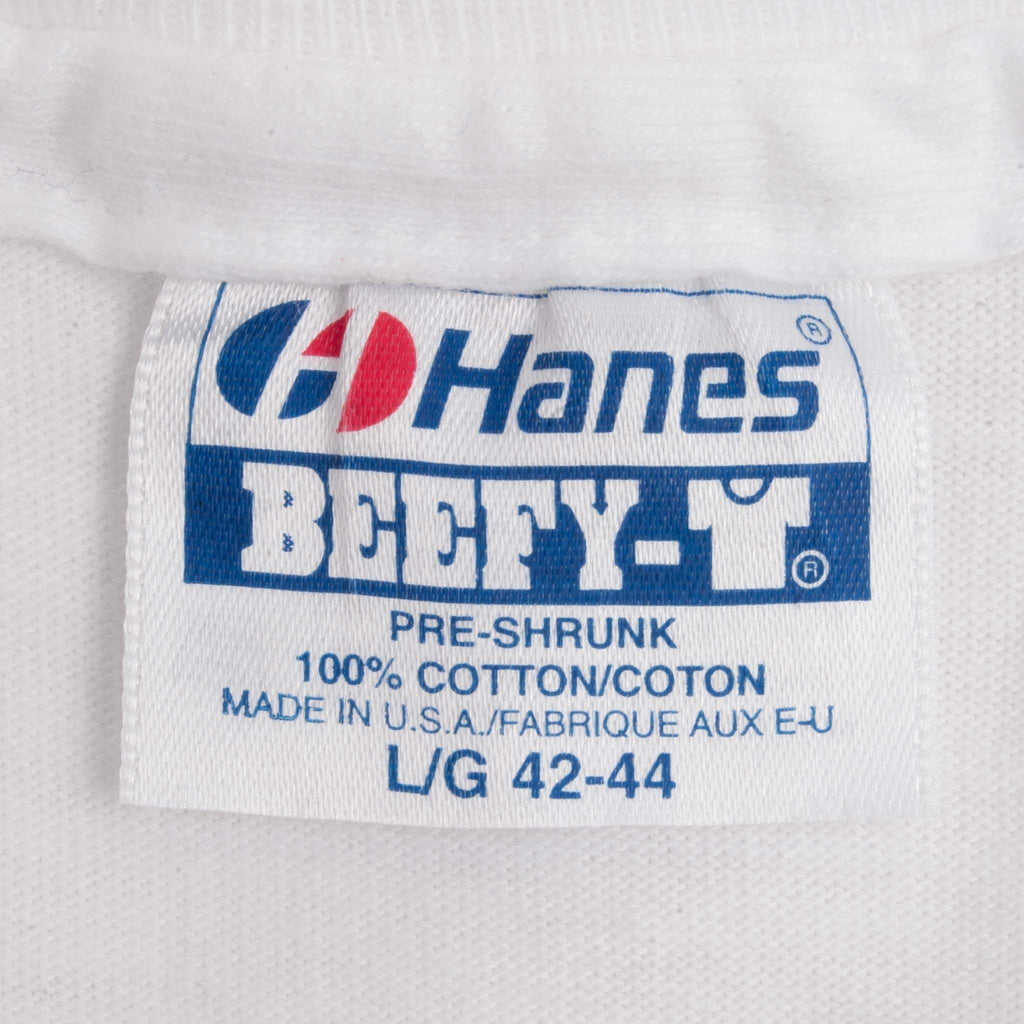 Hanes®
BEEFY-T®
PRE-SHRUNK
100% COTTON/COTON
MADE IN U.S.A./FABRIQUE AUX E-U
L/G 42-44